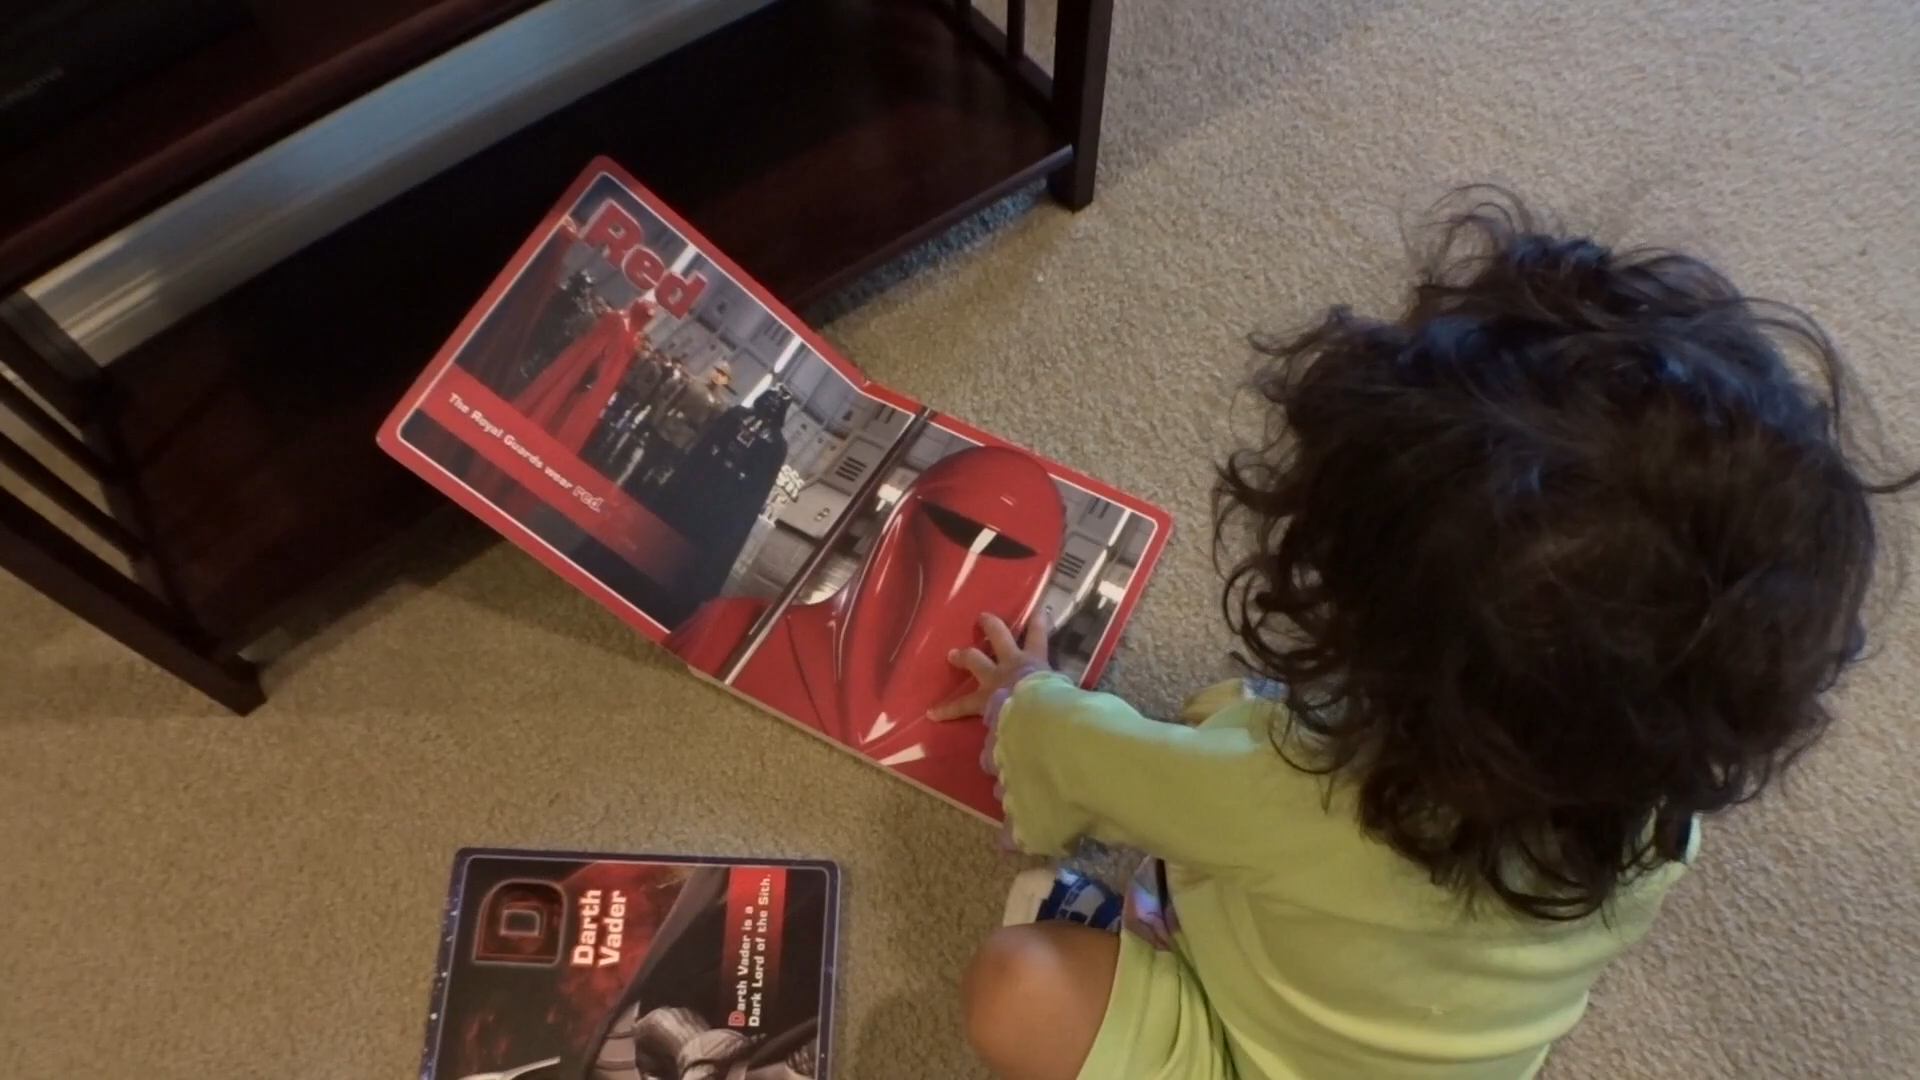 Red
The Royal Guards wear red.
D
Darth
Vader
Darth Vader is a
Dark Lord of the Sith.